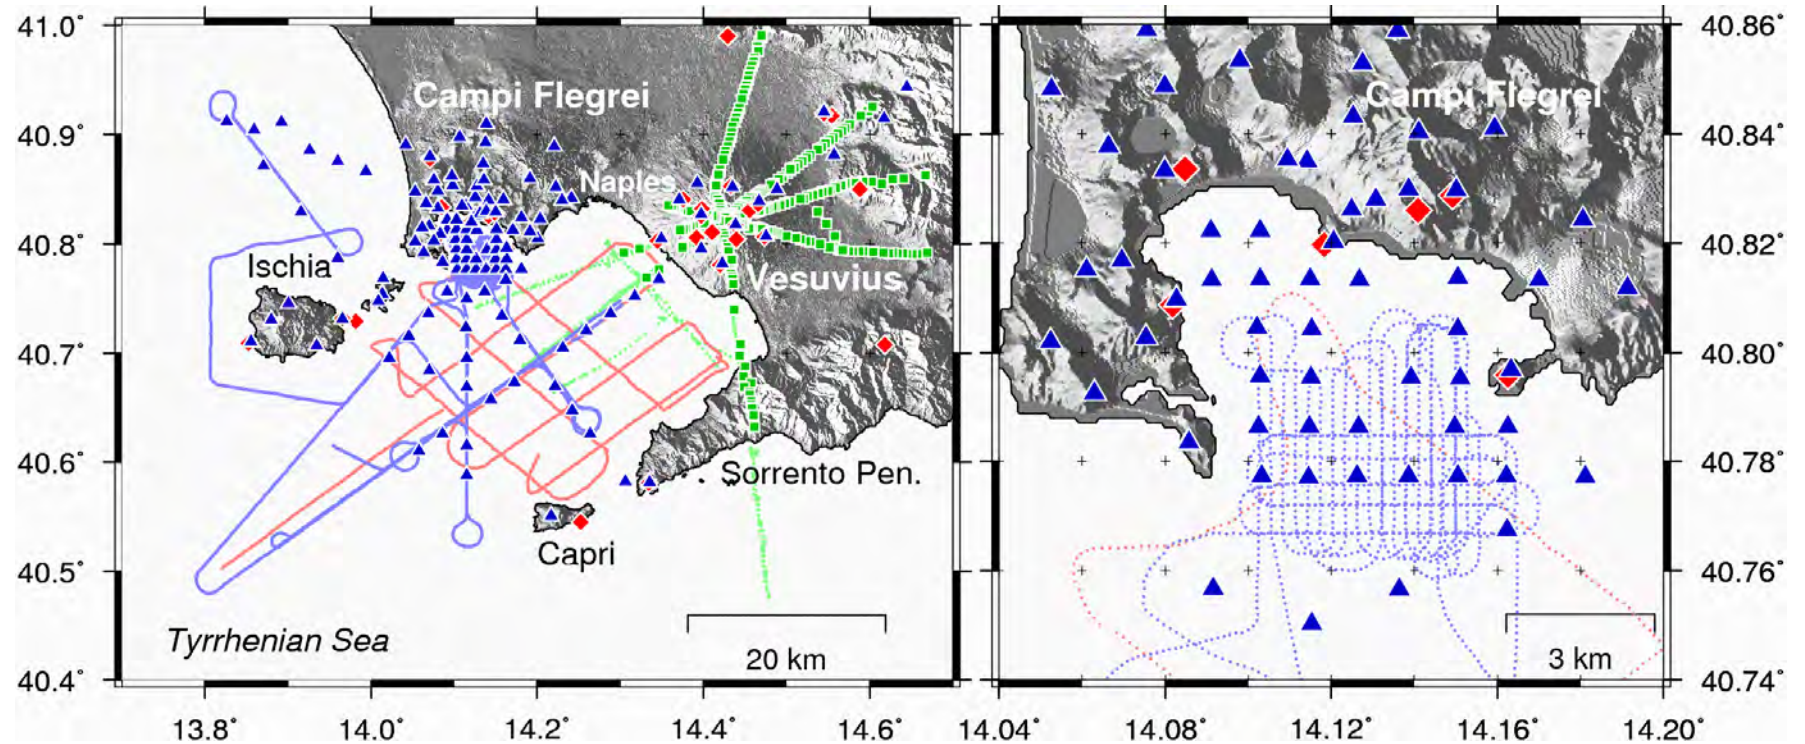 41.0°
40.9°
40.8°
40.7°
40.6°
40.5°
40.4°
13.8°
14.0°
14.2°
14.4°
14.6°
Campi Flegrei
Naples
Ischia
Vesuvius
Sorrento Pen.
Capri
Tyrrhenian Sea
20 km
Campi Flegrei
3 km
40.86°
40.84°
40.82°
40.80°
40.78°
40.76°
40.74°
14.04°
14.08°
14.12°
14.16°
14.20°